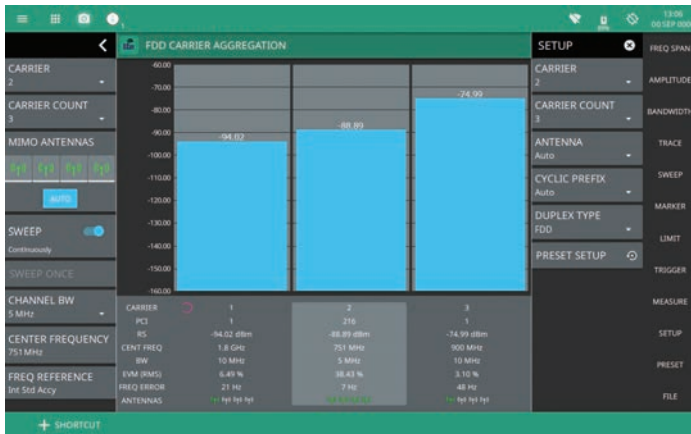 13:06
FDD CARRIER AGGREGATION
CARRIER
2
CARRIER COUNT
3
MIMO ANTENNAS
AUTO
SWEEP
Continuously
SWEEP ONCE
CHANNEL BW
5 MHz
CENTER FREQUENCY
751 MHz
FREQ REFERENCE
Int Std Accy
-60.00
-70.00
-80.00
-90.00
-100.00
-110.00
-120.00
-130.00
-140.00
-150.00
-160.00
-94.02
-88.89
-74.99
CARRIER 1 2 3
PCI 1 216 1
RS -94.02 dBm -88.89 dBm -74.99 dBm
CENT FREQ 1.8 GHz 751 MHz 900 MHz
BW 10 MHz 5 MHz 10 MHz
EVM (RMS) 6.49 % 38.43 % 3.10 %
FREQ ERROR 21 Hz 7 Hz 48 Hz
ANTENNAS
SETUP
CARRIER
2
CARRIER COUNT
3
ANTENNA
Auto
CYCLIC PREFIX
Auto
DUPLEX TYPE
FDD
PRESET SETUP
FREQ SPAN
AMPLITUDE
BANDWIDTH
TRACE
SWEEP
MARKER
LIMIT
TRIGGER
MEASURE
SETUP
PRESET
FILE
+ SHORTCUT